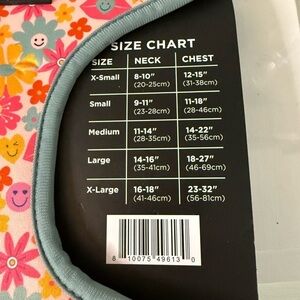 SIZE CHART
SIZE NECK CHEST
X-Small 8-10" 12-15"
(20-25cm) (31-38cm)
Small 9-11" 11-18"
(23-28cm) (28-46cm)
Medium 11-14" 14-22"
(28-35cm) (35-56cm)
Large 14-16" 18-27"
(35-41cm) (46-69cm)
X-Large 16-18" 23-32"
(41-46cm) (56-81cm)
8 10075 49613 0